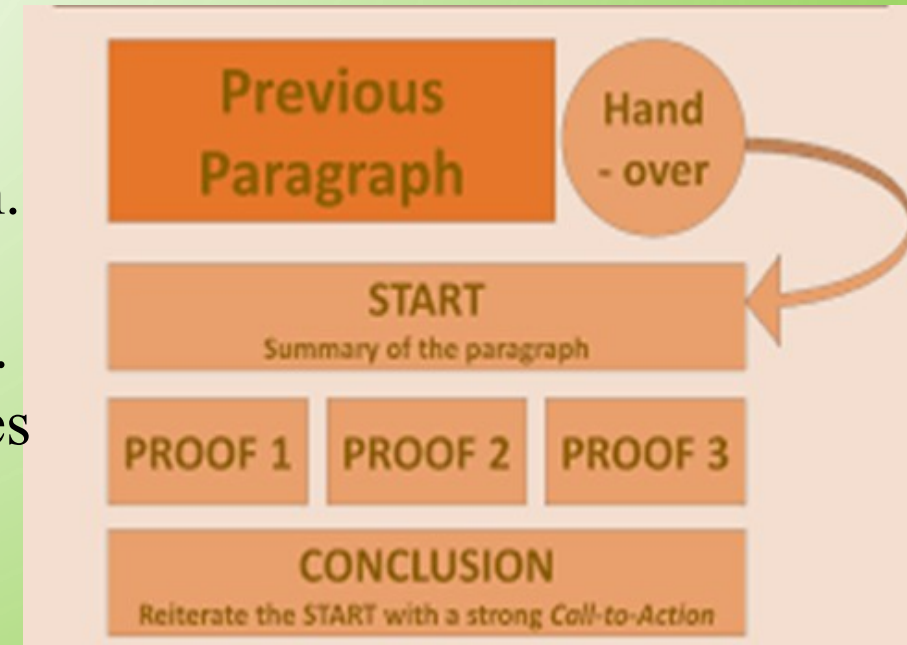 Previous
Paragraph
Hand
- over
START
Summary of the paragraph
PROOF 1 PROOF 2 PROOF 3
CONCLUSION
Reiterate the START with a strong Call-to-Action